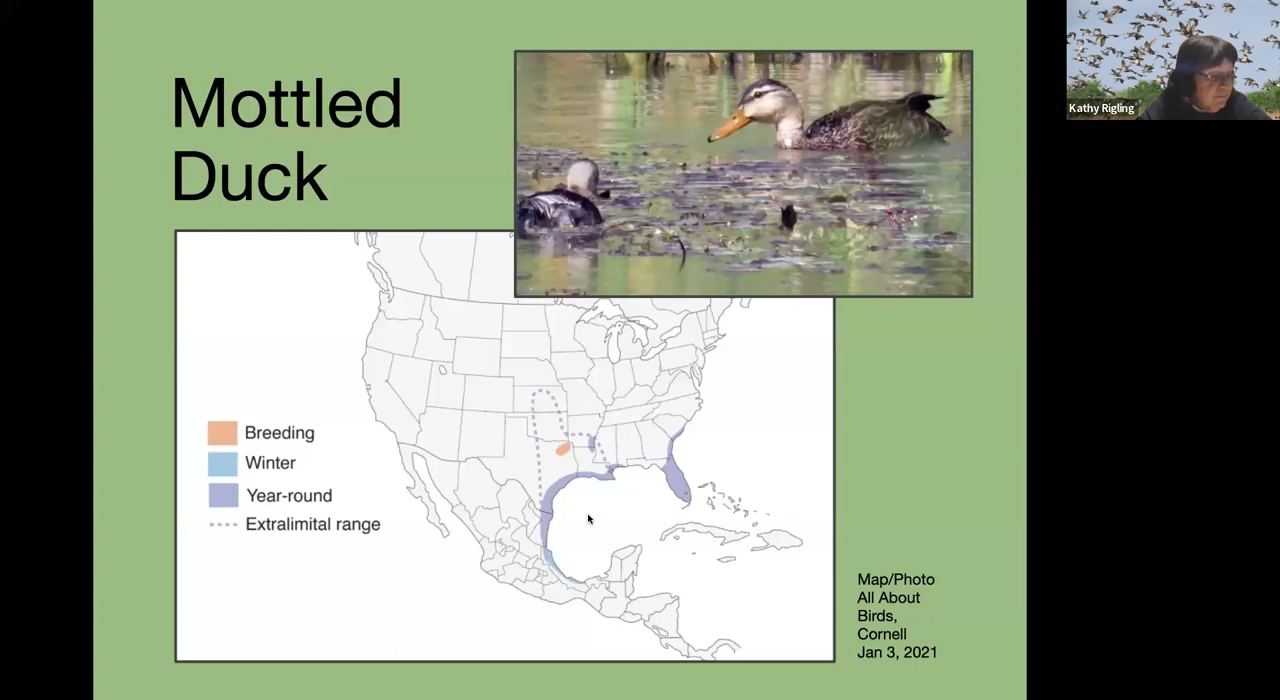 Mottled
Duck
Breeding
Winter
Year-round
Extralimital range
Map/Photo
All About
Birds,
Cornell
Jan 3, 2021
Kathy Rigling